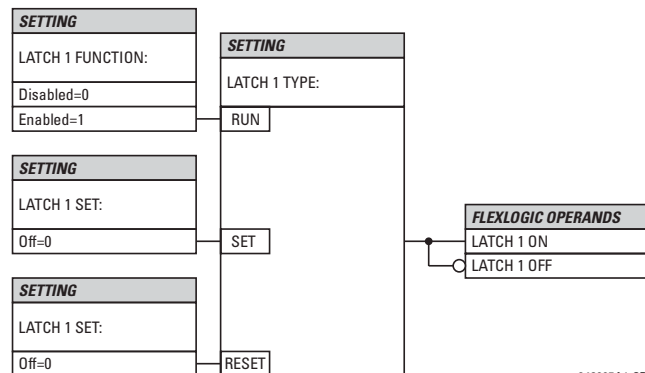 SETTING
LATCH 1 FUNCTION:
Disabled=0
Enabled=1
SETTING
LATCH 1 TYPE:
RUN
SETTING
LATCH 1 SET:
Off=0
SET
SETTING
LATCH 1 SET:
Off=0
RESET
FLEXLOGIC OPERANDS
LATCH 1 ON
LATCH 1 OFF